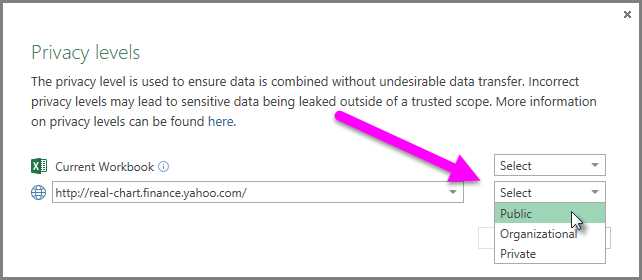 Privacy levels
The privacy level is used to ensure data is combined without undesirable data transfer. Incorrect
privacy levels may lead to sensitive data being leaked outside of a trusted scope. More information
on privacy levels can be found here.
Current Workbook Select
http://real-chart.finance.yahoo.com/ Select
Public
Organizational
Private